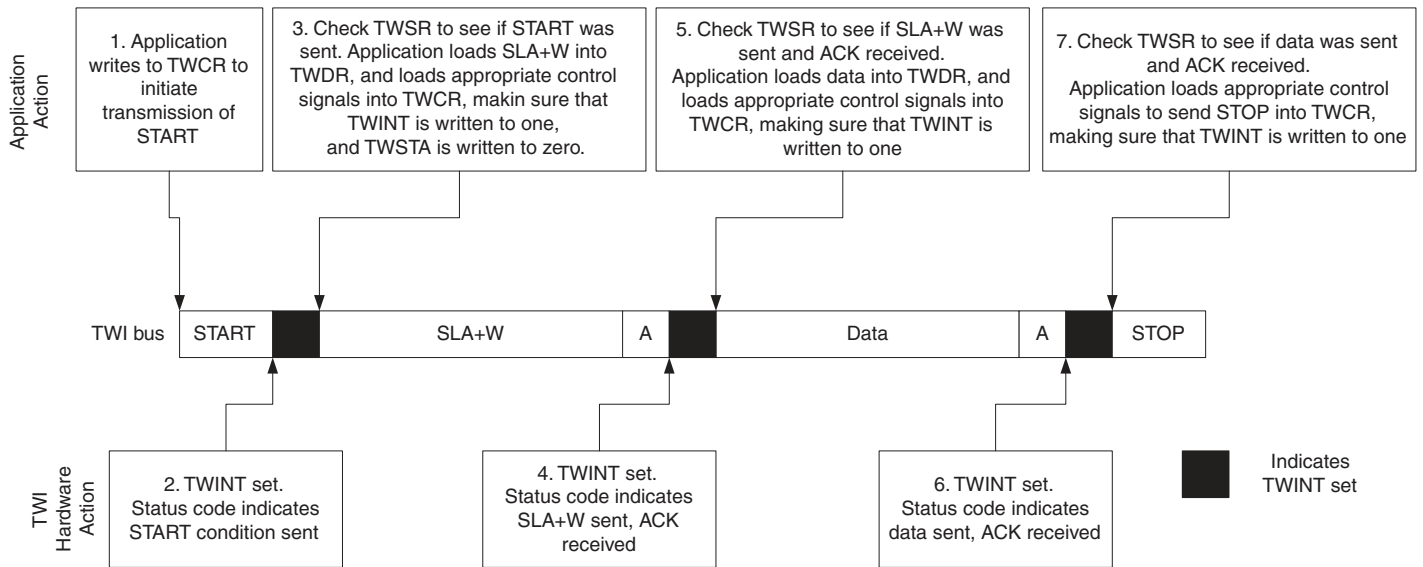 Application
Action
1. Application
writes to TWCR to
initiate
transmission of
START
3. Check TWSR to see if START was
sent. Application loads SLA+W into
TWDR, and loads appropriate control
signals into TWCR, makin sure that
TWINT is written to one,
and TWSTA is written to zero.
5. Check TWSR to see if SLA+W was
sent and ACK received.
Application loads data into TWDR, and
loads appropriate control signals into
TWCR, making sure that TWINT is
written to one
7. Check TWSR to see if data was sent
and ACK received.
Application loads appropriate control
signals to send STOP into TWCR,
making sure that TWINT is written to one
TWI bus
START
SLA+W
A
Data
A
STOP
TWI
Hardware
Action
2. TWINT set.
Status code indicates
START condition sent
4. TWINT set.
Status code indicates
SLA+W sent, ACK
received
6. TWINT set.
Status code indicates
data sent, ACK received
Indicates
TWINT set